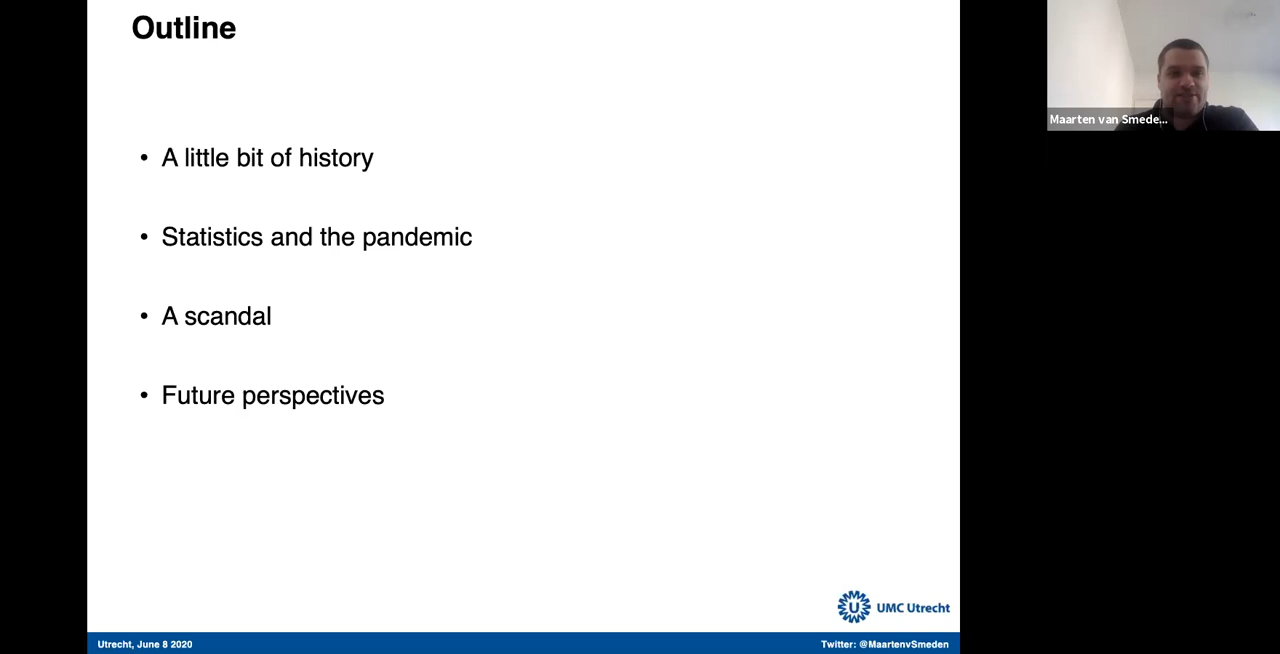 Outline
• A little bit of history
• Statistics and the pandemic
• A scandal
• Future perspectives
U UMC Utrecht
Utrecht, June 8 2020
Twitter: @MaartenvSmeden
Maarten van Smede...